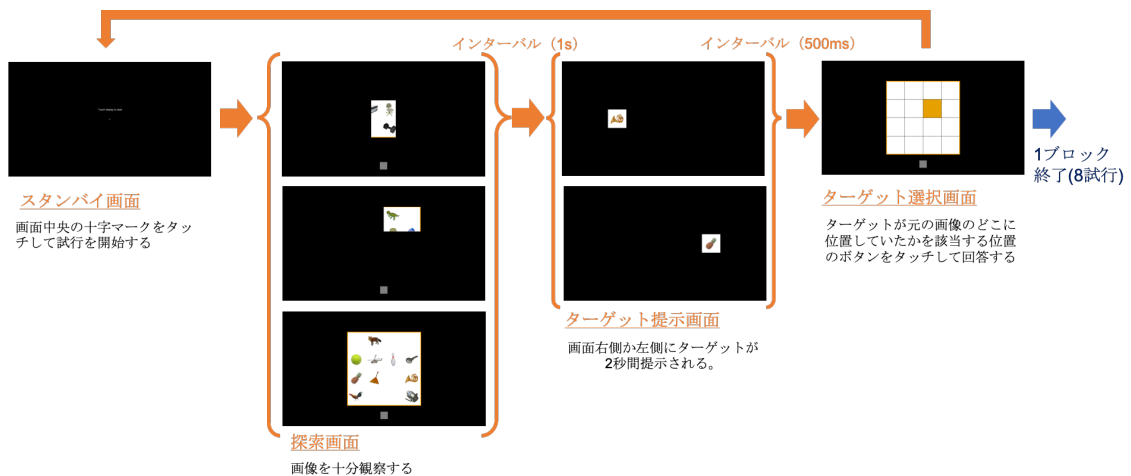 インターバル（1s）
インターバル（500ms）
スタンバイ画面
画面中央の十字マークをタッ
チして試行を開始する
探索画面
画像を十分観察する
ターゲット提示画面
画面右側か左側にターゲットが
2秒間提示される。
ターゲット選択画面
ターゲットが元の画像のどこに
位置していたかを該当する位置
のボタンをタッチして回答する
1ブロック
終了(8試行)